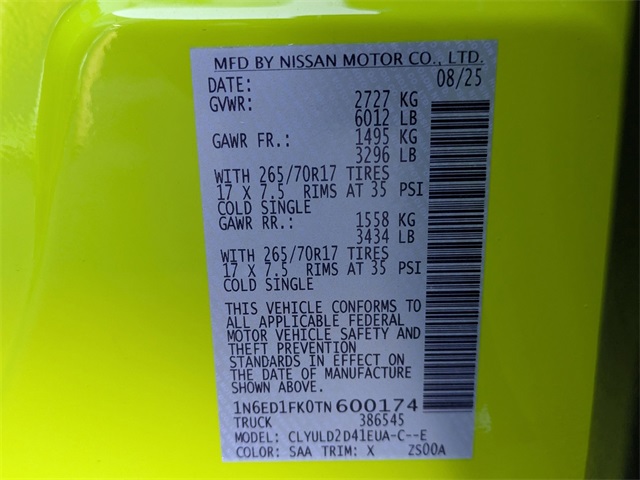 MFD BY NISSAN MOTOR CO., LTD.
DATE: 08/25
GVWR: 2727 KG
6012 LB
GAWR FR.: 1495 KG
3296 LB
WITH 265/70R17 TIRES
17 X 7.5 RIMS AT 35 PSI
COLD SINGLE
GAWR RR.: 1558 KG
3434 LB
WITH 265/70R17 TIRES
17 X 7.5 RIMS AT 35 PSI
COLD SINGLE
THIS VEHICLE CONFORMS TO
ALL APPLICABLE FEDERAL
MOTOR VEHICLE SAFETY AND
THEFT PREVENTION
STANDARDS IN EFFECT ON
THE DATE OF MANUFACTURE
SHOWN ABOVE.
1N6ED1FK0TN600174
TRUCK 386545
MODEL: CLYULD2D41EUA-C--E
COLOR: SAA TRIM: X ZS00A